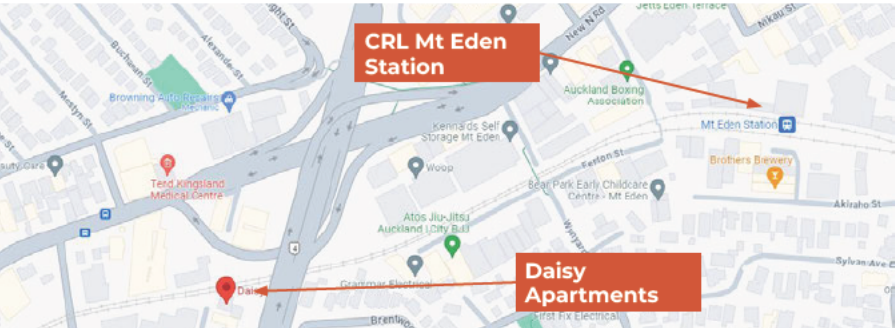 Jetts Eden Terrace
Nikau St
New N Rd
CRL Mt Eden
Station
Alexander St
Buchanan St
Mostyn St
Browning Auto Repairs
Mechanic
Auckland Boxing
Association
Mt Eden Station
Kennards Self
Storage Mt Eden
Fenton St
Brothers Brewery
Woop
Tend Kingsland
Medical Centre
Bear Park Early Childcare
Centre - Mt Eden
Akiraho St
Atos Jiu-Jitsu
Auckland | City BJJ
4
Sylvan Ave E
Daisy
Apartments
Grammar Electrical
First Fix Electrical